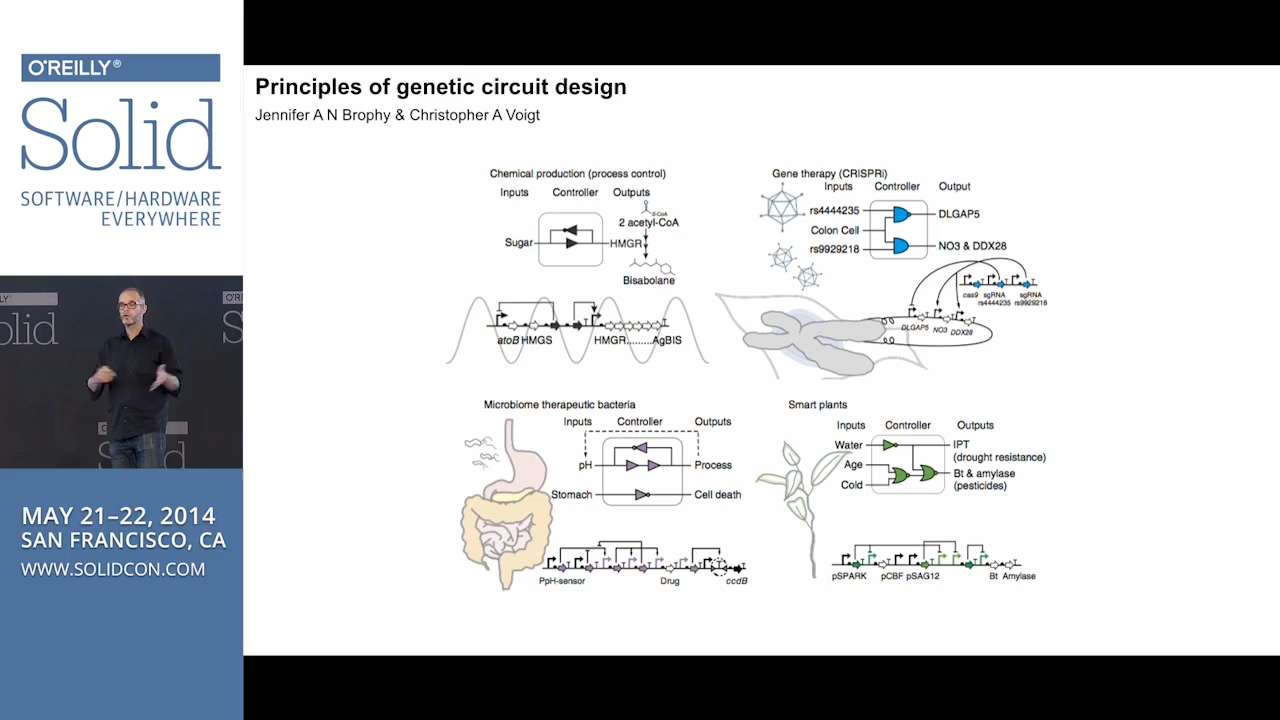 O'REILLY®
Solid
SOFTWARE/HARDWARE
EVERYWHERE
MAY 21–22, 2014
SAN FRANCISCO, CA
WWW.SOLIDCON.COM
Principles of genetic circuit design
Jennifer A N Brophy & Christopher A Voigt
Chemical production (process control)
Inputs Controller Outputs
Sugar
HMGR
2 acetyl-CoA
Bisabolane
atoB HMGS HMGR.........AgBIS
Gene therapy (CRISPRi)
Inputs Controller Output
rs4444235
Colon Cell
rs9929218
DLGAP5
NO3 & DDX28
cas9 sgRNA sgRNA
rs4444235 rs9929218
DLGAP5 NO3 DDX28
Microbiome therapeutic bacteria
Inputs Controller Outputs
pH Process
Stomach Cell death
PpH-sensor Drug ccdB
Smart plants
Inputs Controller Outputs
Water
Age
Cold
IPT
(drought resistance)
Bt & amylase
(pesticides)
pSPARK pCBF pSAG12 Bt Amylase